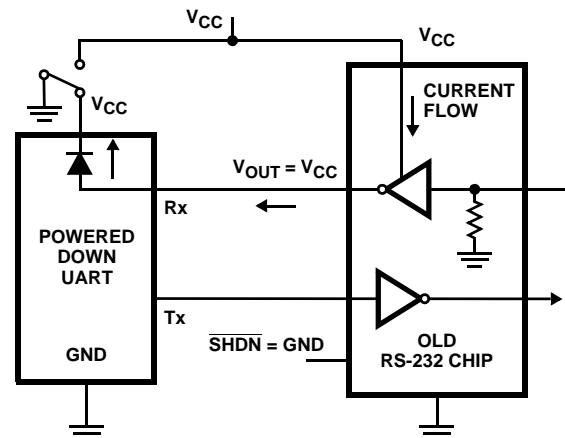 VCC
VCC
VCC
CURRENT
FLOW
VOUT = VCC
Rx
POWERED
DOWN
UART
Tx
GND
SHDN = GND
OLD
RS-232 CHIP